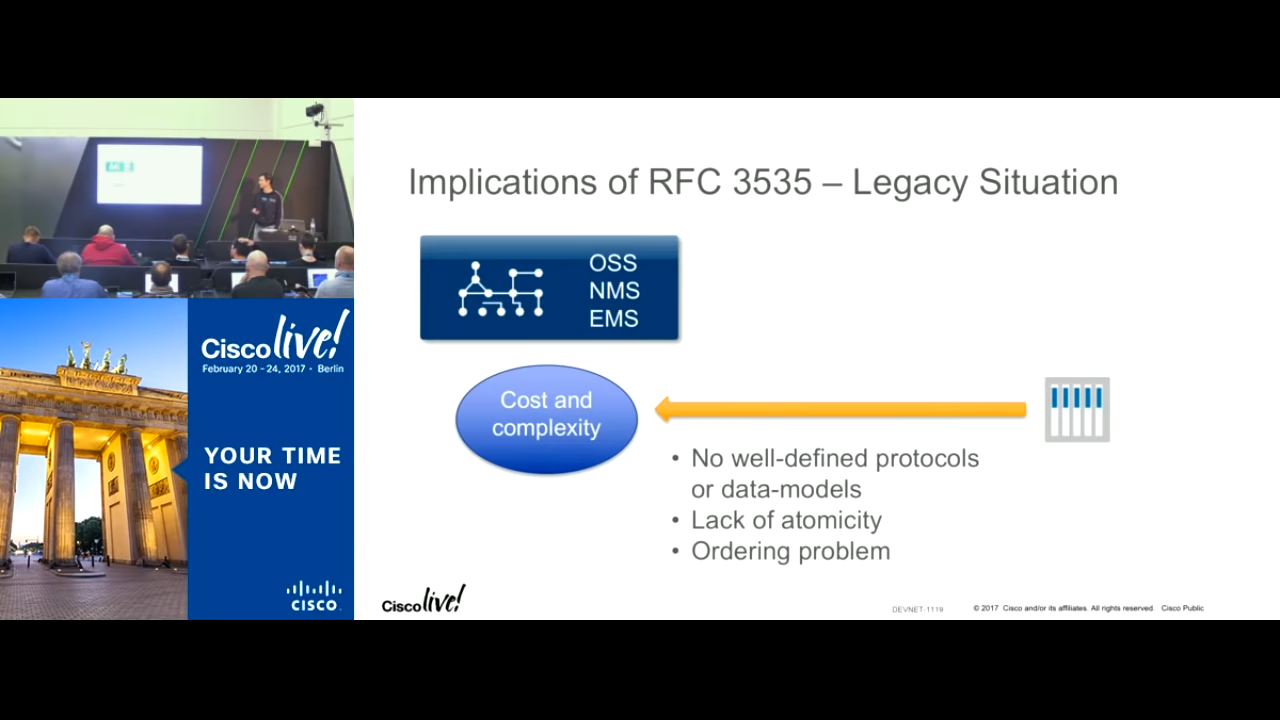 Implications of RFC 3535 – Legacy Situation
OSS
NMS
EMS
Cost and
complexity
• No well-defined protocols
or data-models
• Lack of atomicity
• Ordering problem
Cisco live!
February 20 - 24, 2017 • Berlin
YOUR TIME
IS NOW
CISCO
Cisco live!
DEVNET-1119
© 2017 Cisco and/or its affiliates. All rights reserved. Cisco Public